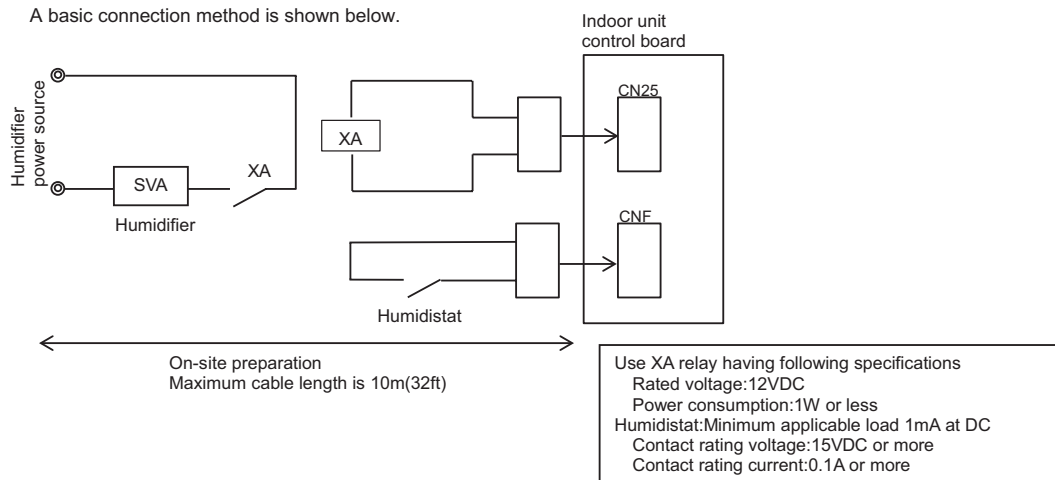 A basic connection method is shown below.
Indoor unit
control board
Humidifier
power source
SVA
XA
Humidifier
XA
CN25
CNF
Humidistat
On-site preparation
Maximum cable length is 10m(32ft)
Use XA relay having following specifications
Rated voltage:12VDC
Power consumption:1W or less
Humidistat:Minimum applicable load 1mA at DC
Contact rating voltage:15VDC or more
Contact rating current:0.1A or more